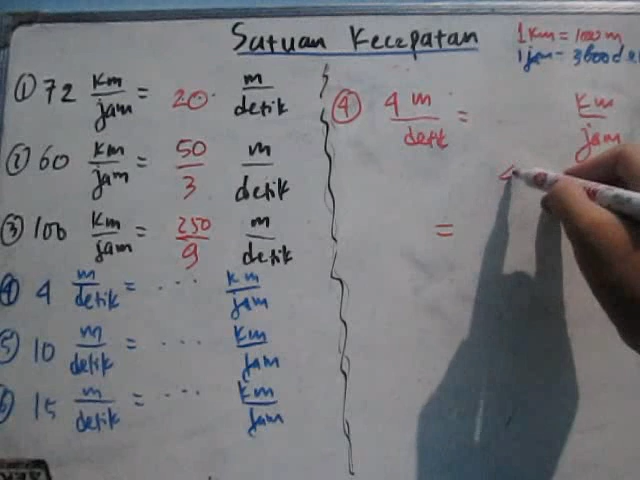 Satuan Kecepatan
1 km = 1000 m
1 jam = 3600 de
① 72 km/jam = 20 m/detik
② 60 km/jam = 50/3 m/detik
③ 100 km/jam = 250/9 m/detik
④ 4 m/detik = ... km/jam
⑤ 10 m/detik = ... km/jam
⑥ 15 m/detik = ... km/jam
④ 4 m/detik = km/jam
=